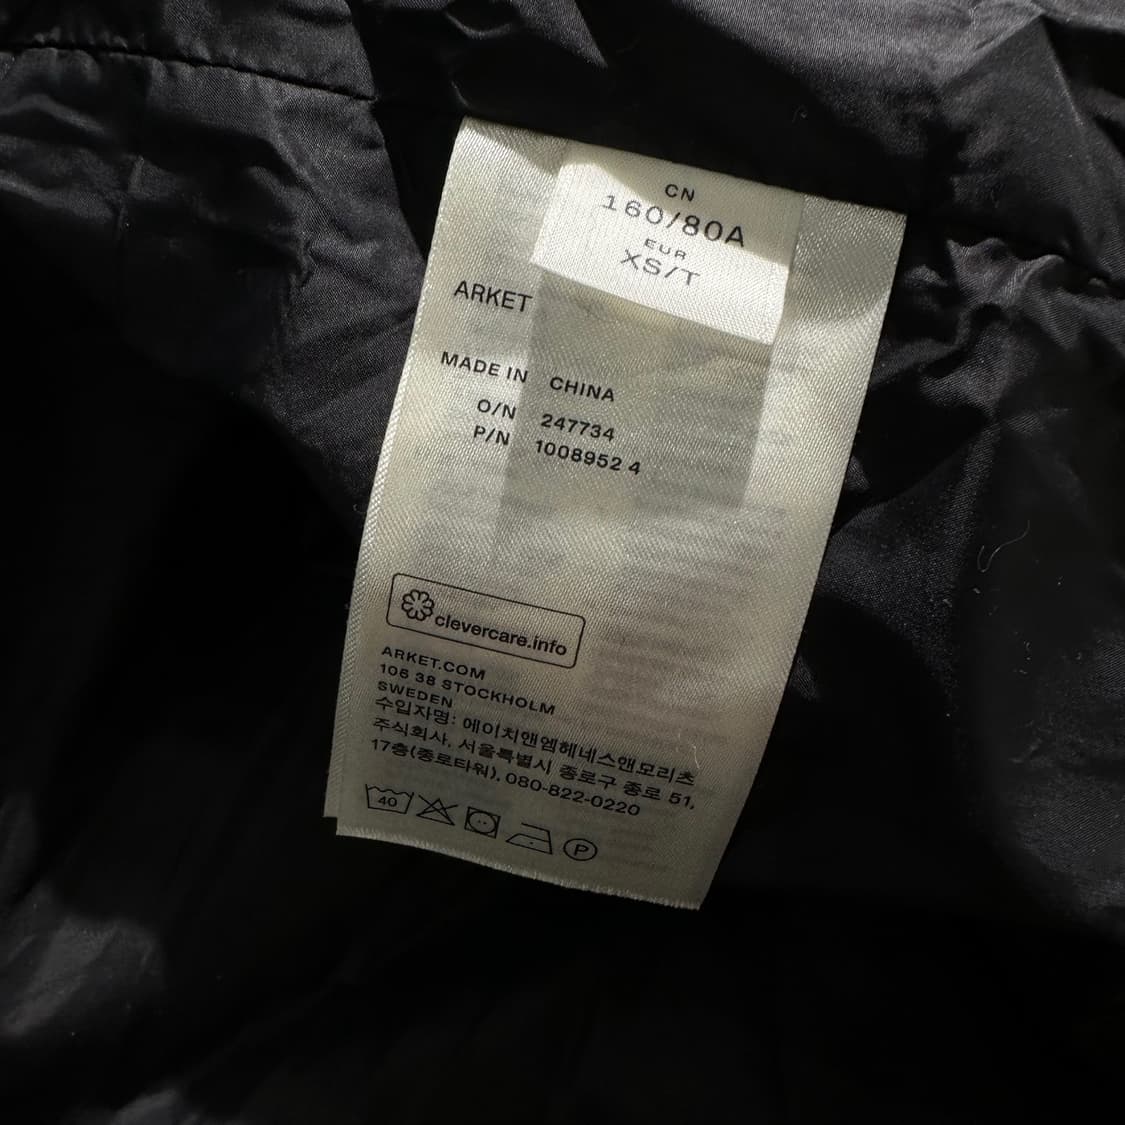 CN
160/80A
EUR
XS/T
ARKET
MADE IN CHINA
O/N 247734
P/N 1008952 4
clevercare.info
ARKET.COM
106 38 STOCKHOLM
SWEDEN
수입자명: 에이치앤엠헤네스앤모리츠
주식회사, 서울특별시 종로구 종로 51,
17층(종로타워), 080-822-0220
40
P